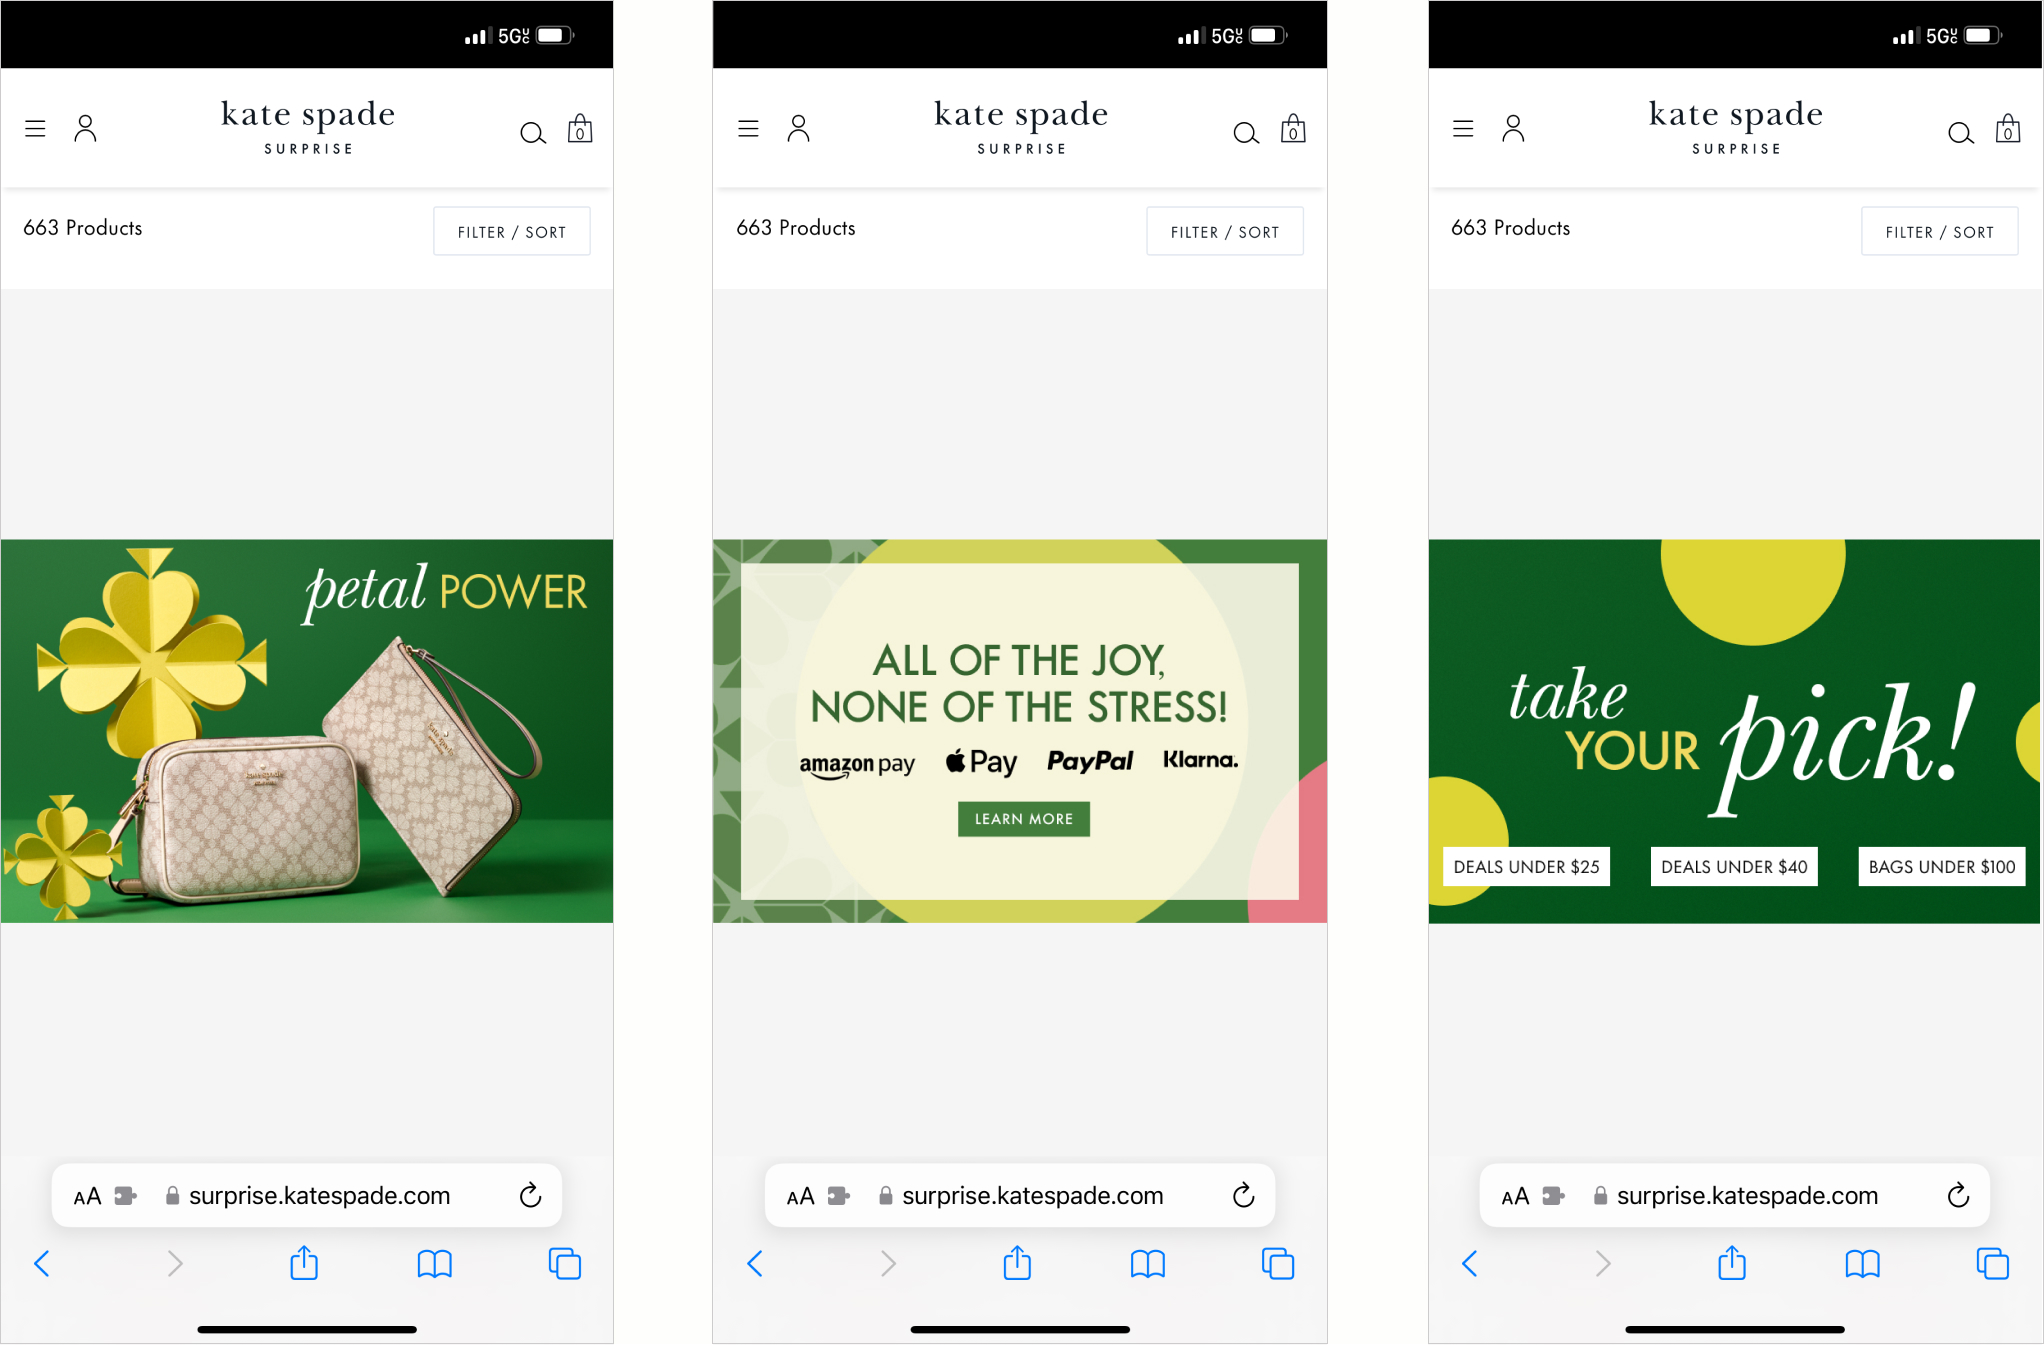 5GUC
kate spade
SURPRISE
0
663 Products
FILTER / SORT
petal POWER
AA
surprise.katespade.com
5GUC
kate spade
SURPRISE
0
663 Products
FILTER / SORT
ALL OF THE JOY,
NONE OF THE STRESS!
amazon pay Pay PayPal Klarna.
LEARN MORE
AA
surprise.katespade.com
5GUC
kate spade
SURPRISE
0
663 Products
FILTER / SORT
take
YOUR pick!
DEALS UNDER $25 DEALS UNDER $40 BAGS UNDER $100
AA
surprise.katespade.com